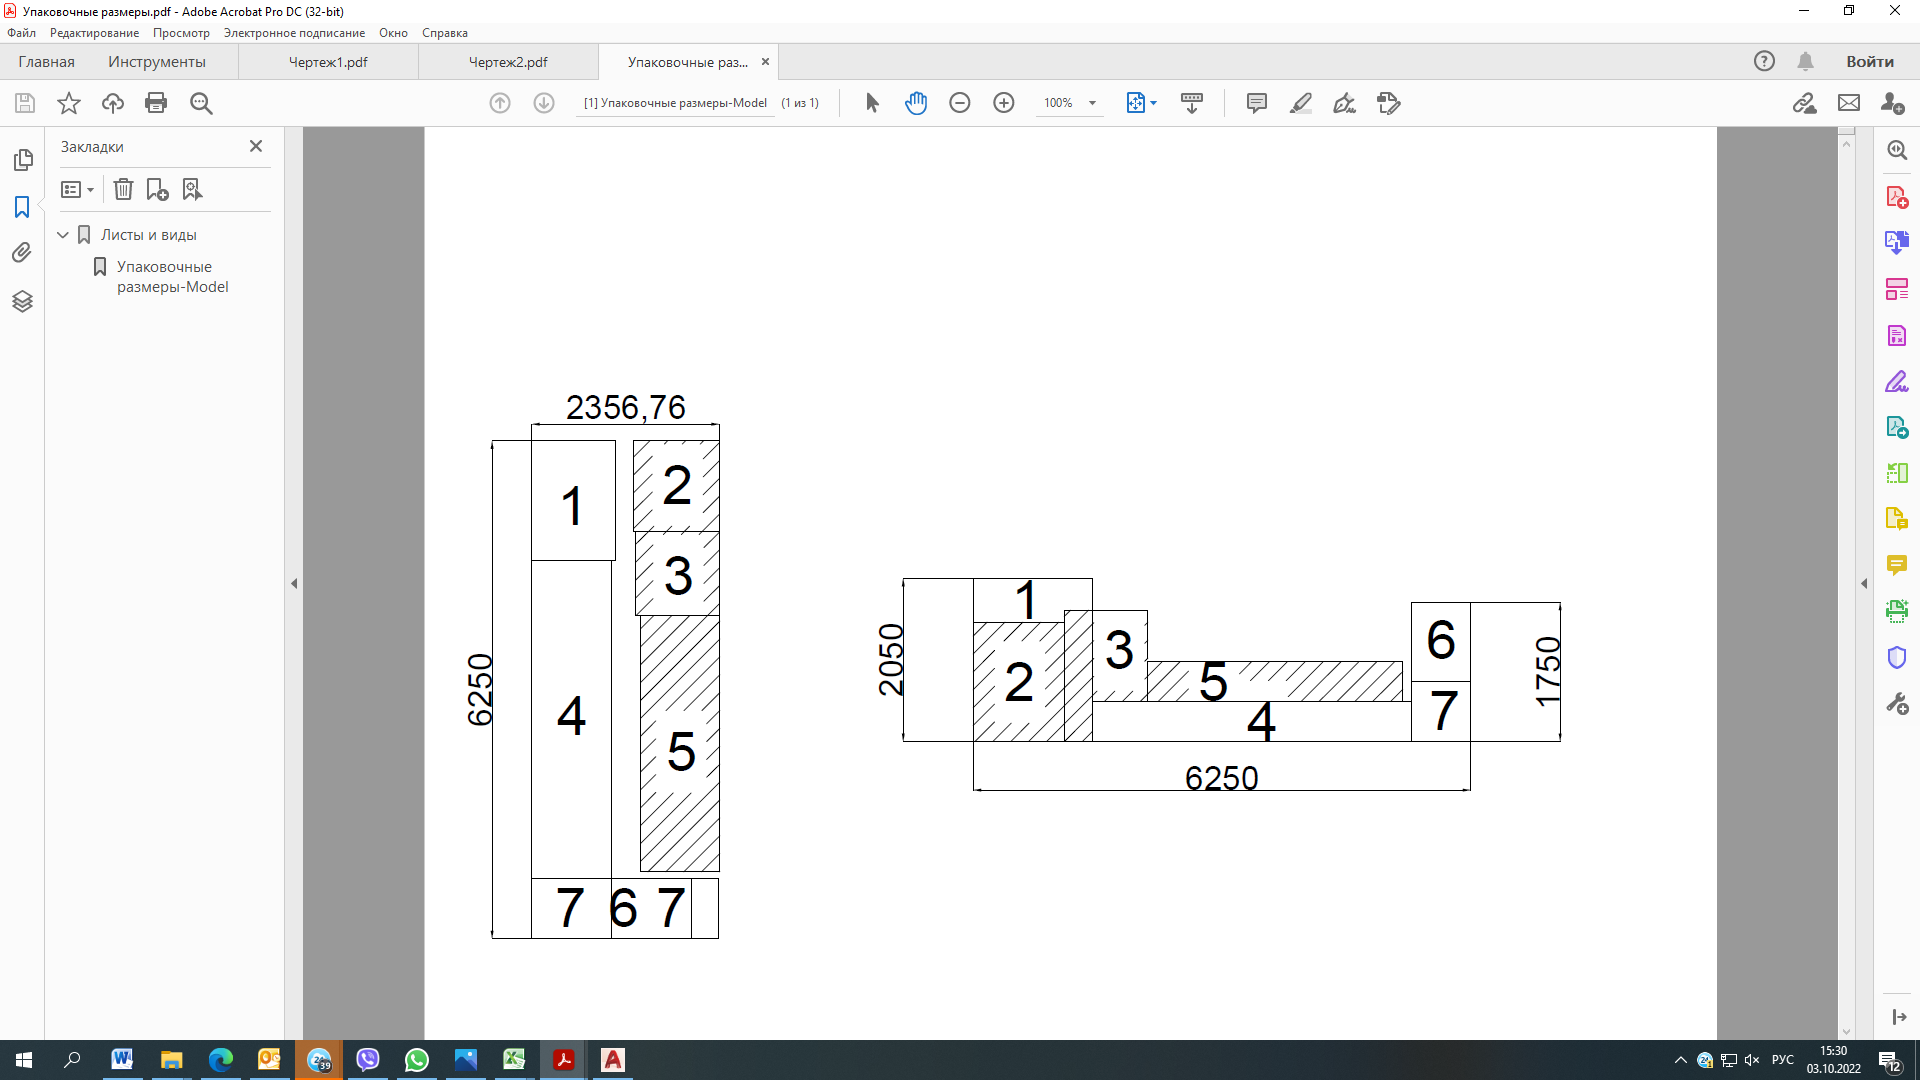 Упаковочные размеры.pdf - Adobe Acrobat Pro DC (32-bit)
Файл Редактирование Просмотр Электронное подписание Окно Справка
Главная Инструменты Чертеж1.pdf Чертеж2.pdf Упаковочные раз... Войти
[1] Упаковочные размеры-Model (1 из 1) 100%
Закладки
Листы и виды
Упаковочные
размеры-Model
2356,76
6250
1
2
3
4
5
7 6 7
2050
1
2
3
5
4
6
7
1750
6250
39
РУС
15:30
03.10.2022
12